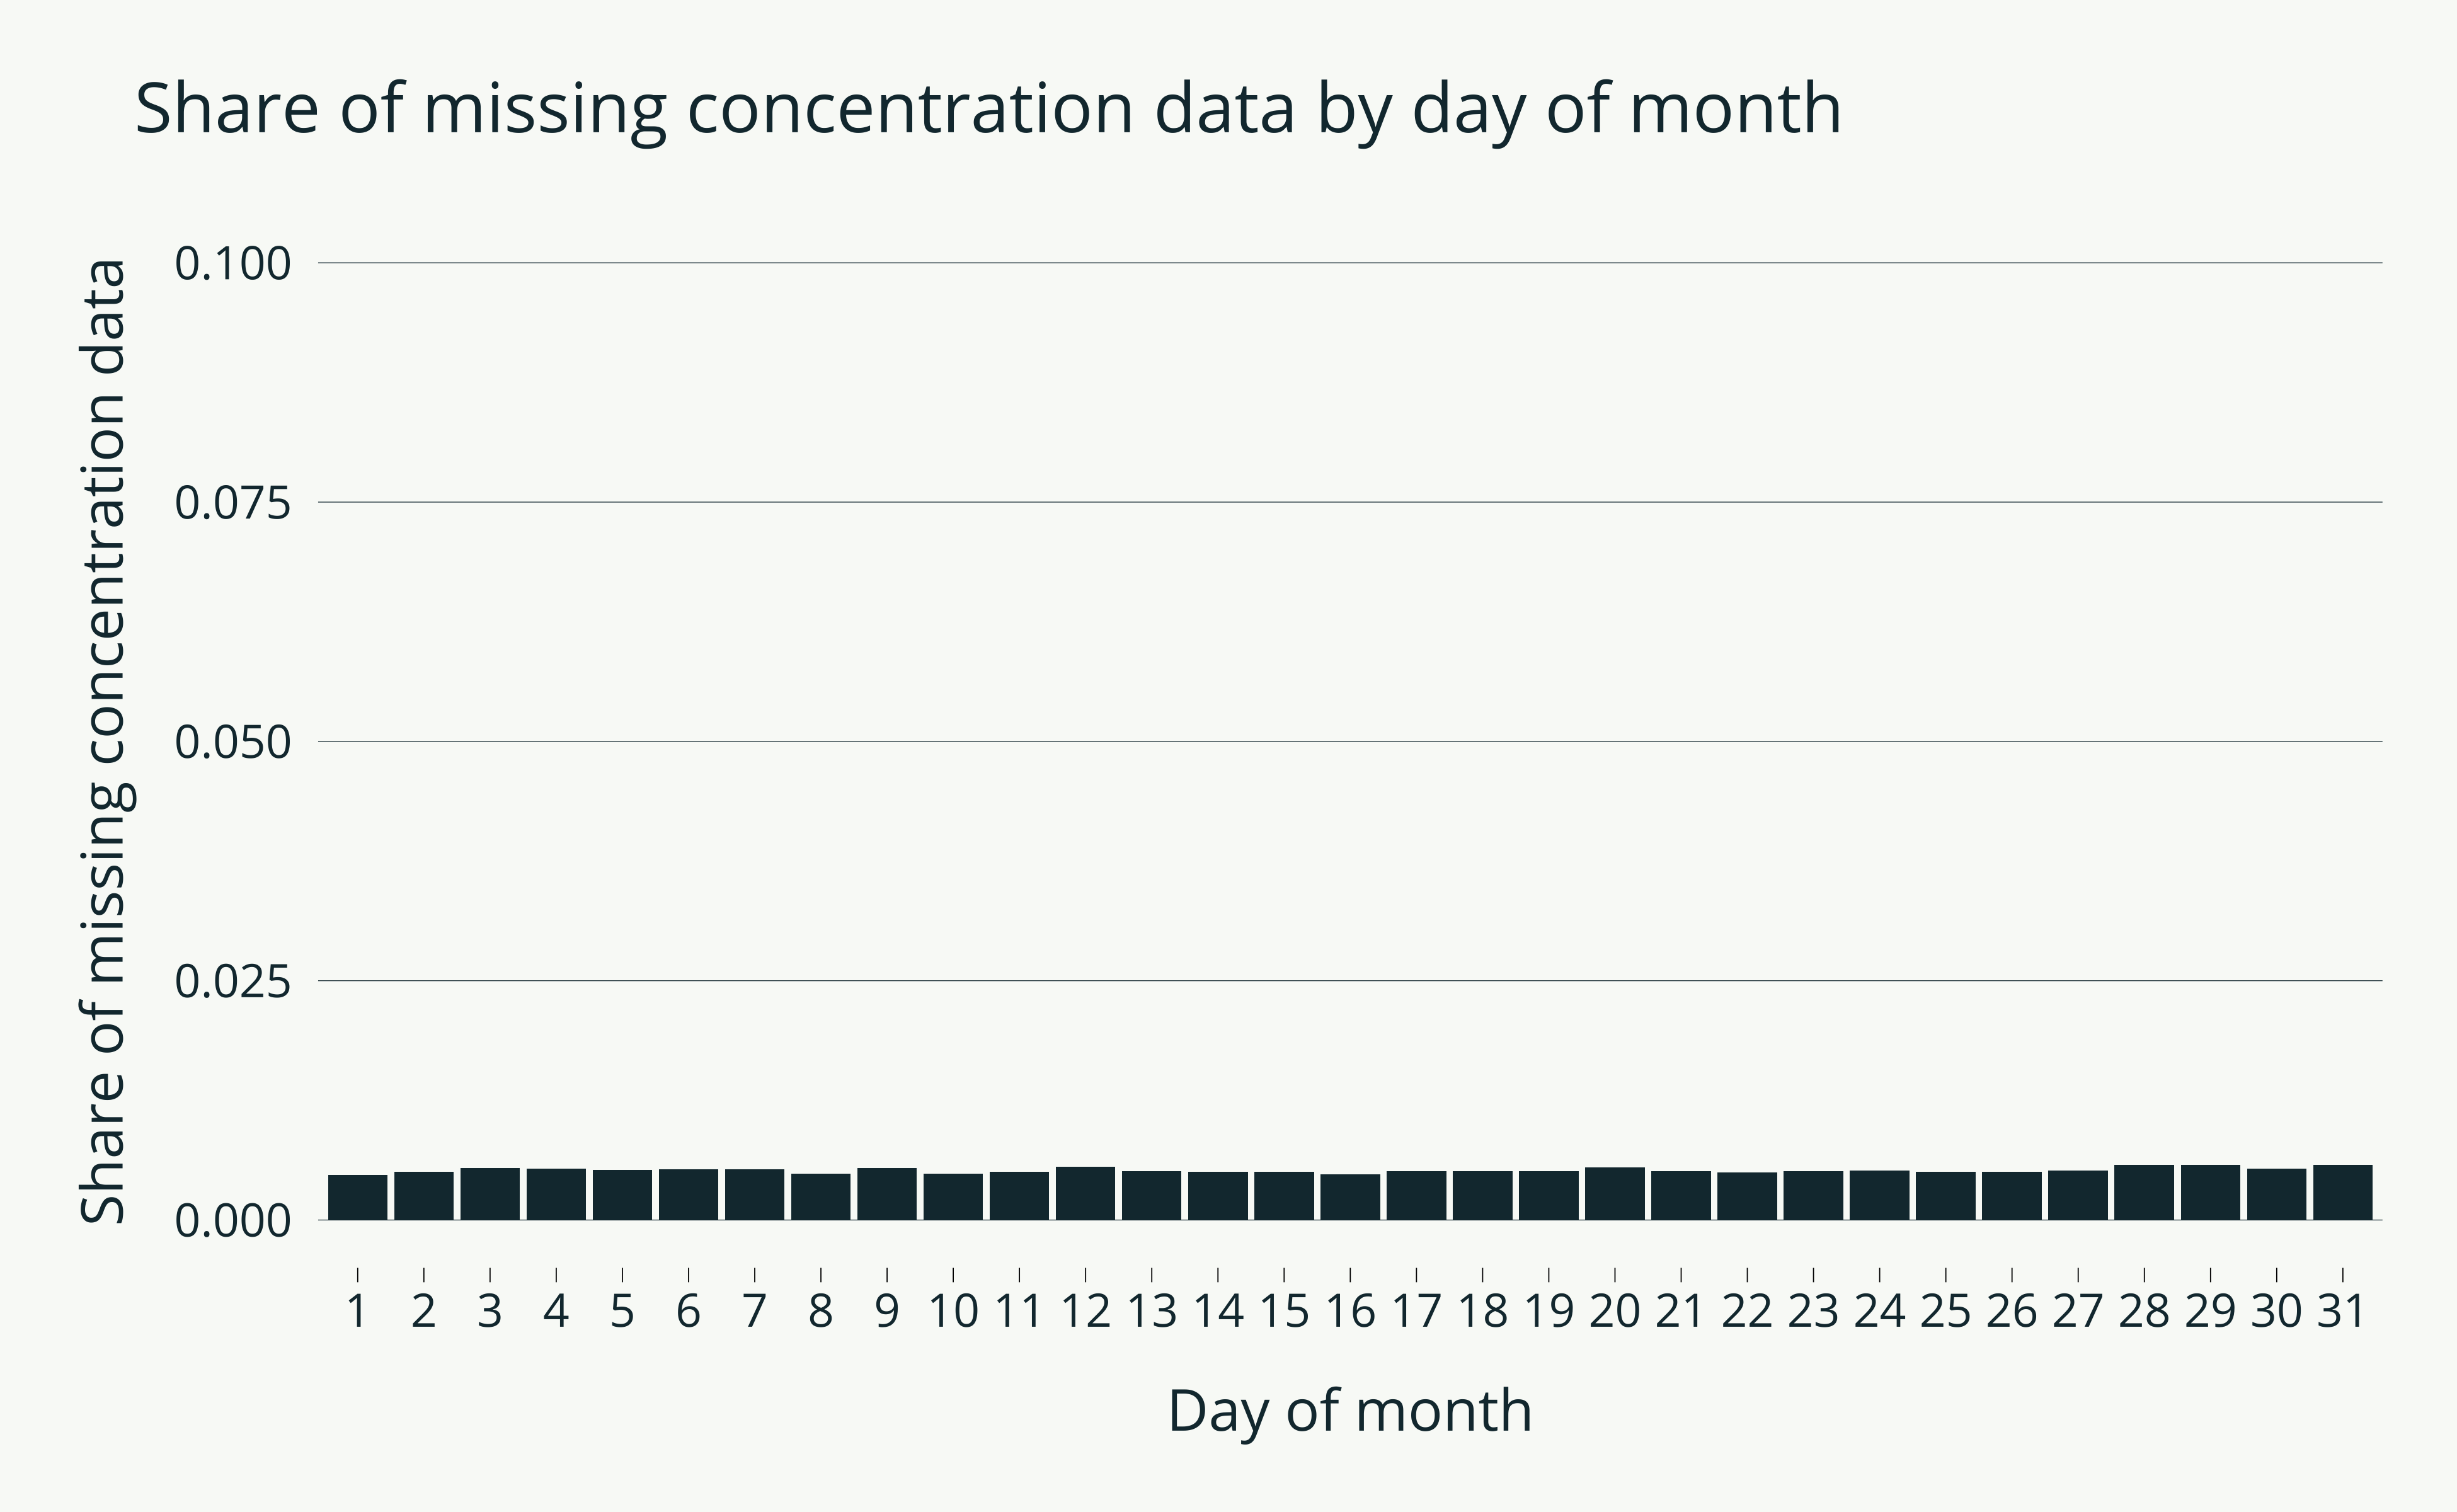 Share of missing concentration data by day of month
Share of missing concentration data
0.100
0.075
0.050
0.025
0.000
1 2 3 4 5 6 7 8 9 10 11 12 13 14 15 16 17 18 19 20 21 22 23 24 25 26 27 28 29 30 31
Day of month